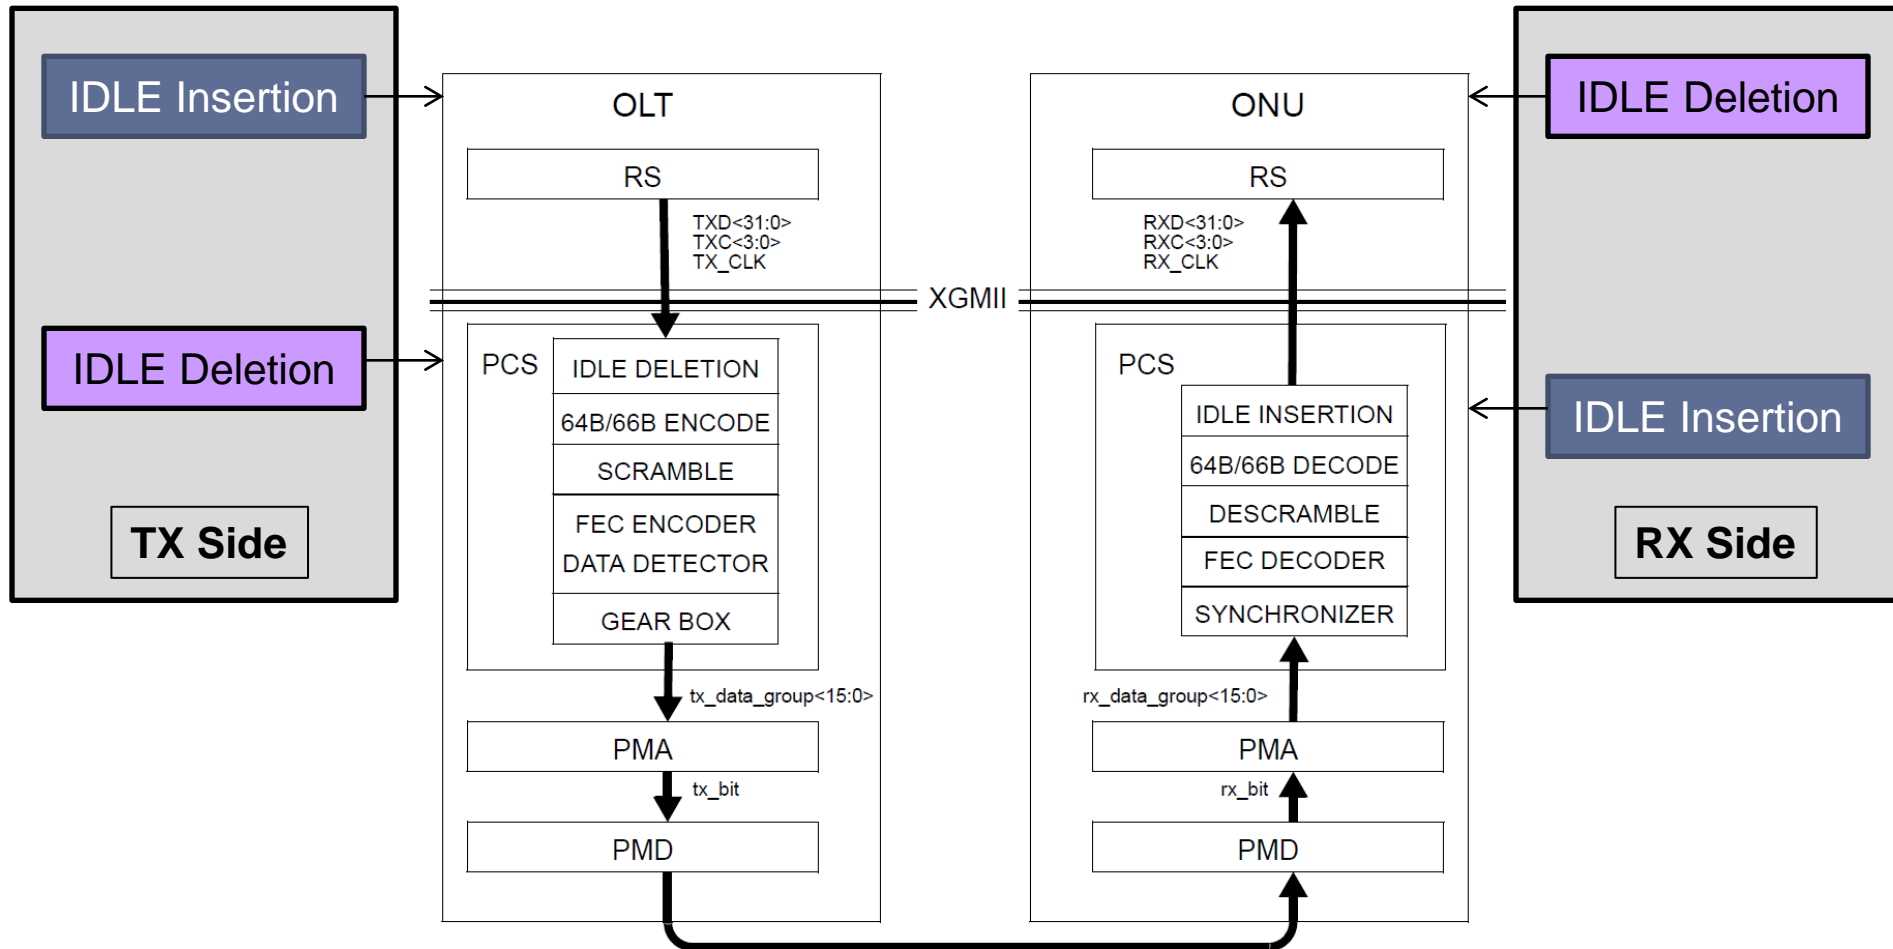 IDLE Insertion
IDLE Deletion
TX Side
OLT
RS
TXD<31:0>
TXC<3:0>
TX_CLK
PCS
IDLE DELETION
64B/66B ENCODE
SCRAMBLE
FEC ENCODER
DATA DETECTOR
GEAR BOX
tx_data_group<15:0>
PMA
tx_bit
PMD
XGMII
ONU
RS
RXD<31:0>
RXC<3:0>
RX_CLK
PCS
IDLE INSERTION
64B/66B DECODE
DESCRAMBLE
FEC DECODER
SYNCHRONIZER
rx_data_group<15:0>
PMA
rx_bit
PMD
IDLE Deletion
IDLE Insertion
RX Side